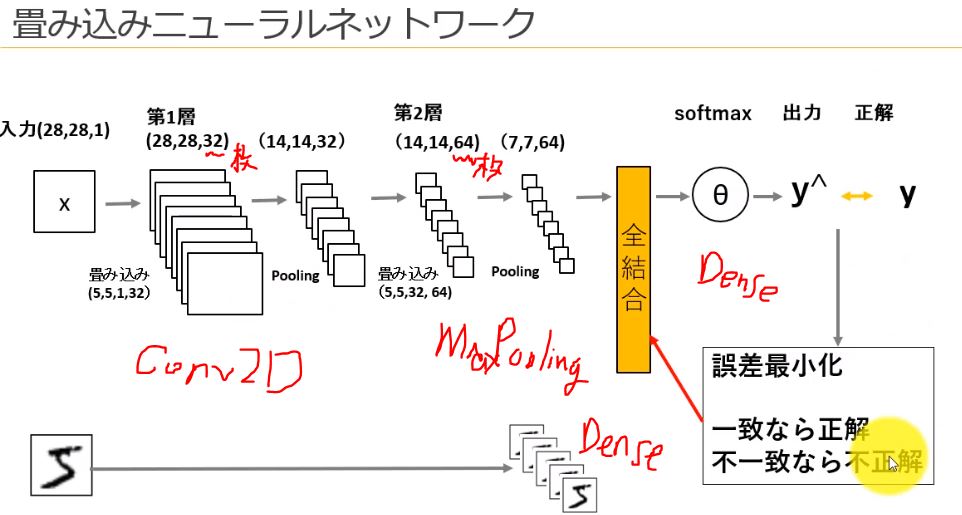 畳み込みニューラルネットワーク
入力(28,28,1)
第1層
(28,28,32)
枚
(14,14,32)
第2層
(14,14,64)
枚
(7,7,64)
softmax
出力
正解
x
θ
y^
y
畳み込み
(5,5,1,32)
Pooling
畳み込み
(5,5,32, 64)
Pooling
全結合
Dense
Conv2D
MaxPooling
誤差最小化
一致なら正解
不一致なら不正解
Dense
5
5